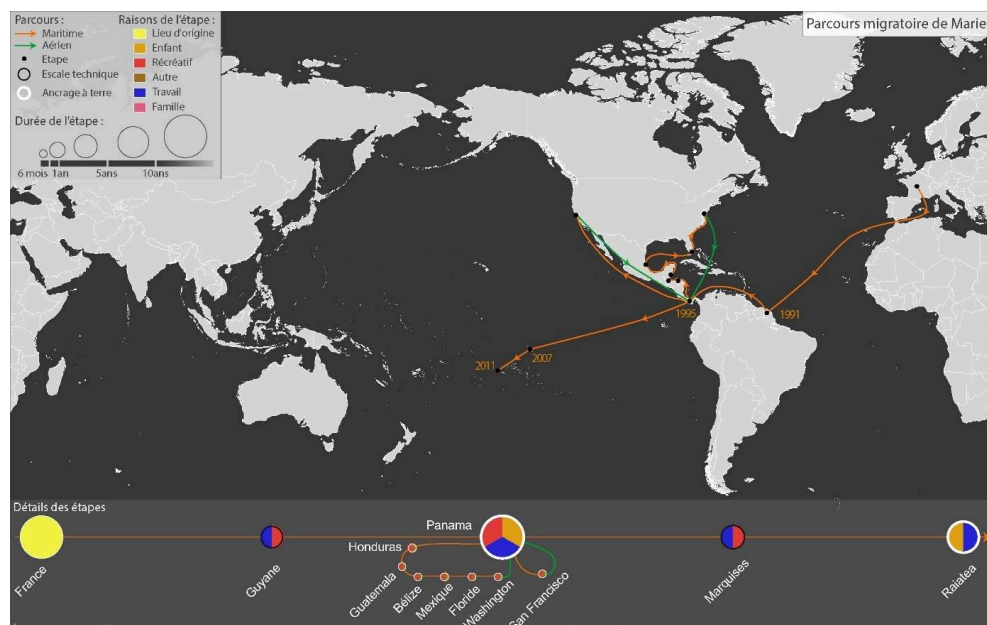 Parcours :
Maritime
Aérien
Etape
Escale technique
Ancrage à terre
Raisons de l'étape :
Lieu d'origine
Enfant
Récréatif
Autre
Travail
Famille
Durée de l'étape :
6 mois 1an 5ans 10ans
Parcours migratoire de Marie
1991
1995
2007
2011
Détails des étapes
France
Guyane
Panama
Honduras
Guatemala
Bélize
Mexique
Floride
Washington
San Francisco
Marquises
Raiatea